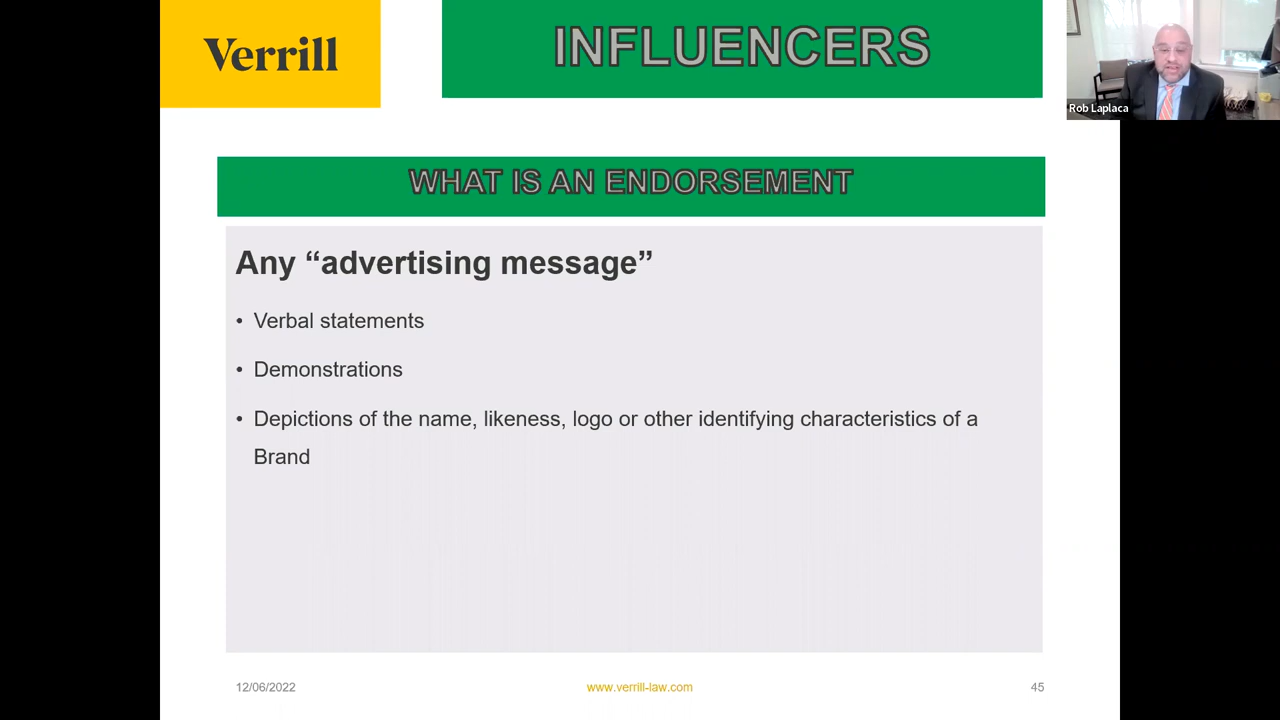 Verrill
INFLUENCERS
Rob Laplaca
WHAT IS AN ENDORSEMENT
Any “advertising message”
• Verbal statements
• Demonstrations
• Depictions of the name, likeness, logo or other identifying characteristics of a
Brand
12/06/2022
www.verrill-law.com
45